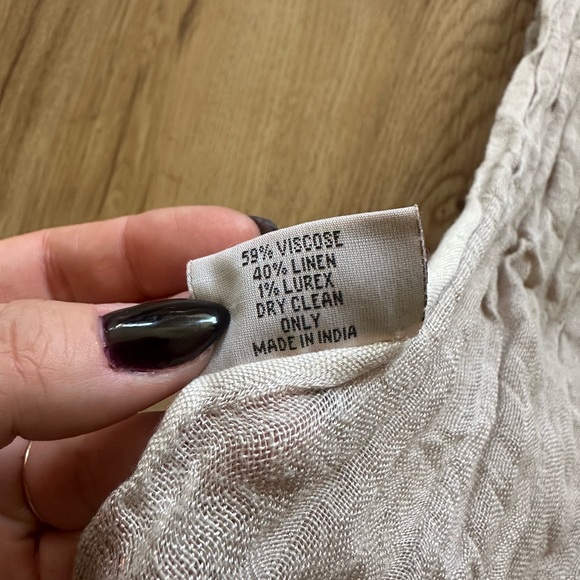 59% VISCOSE
40% LINEN
1% LUREX
DRY CLEAN
ONLY
MADE IN INDIA